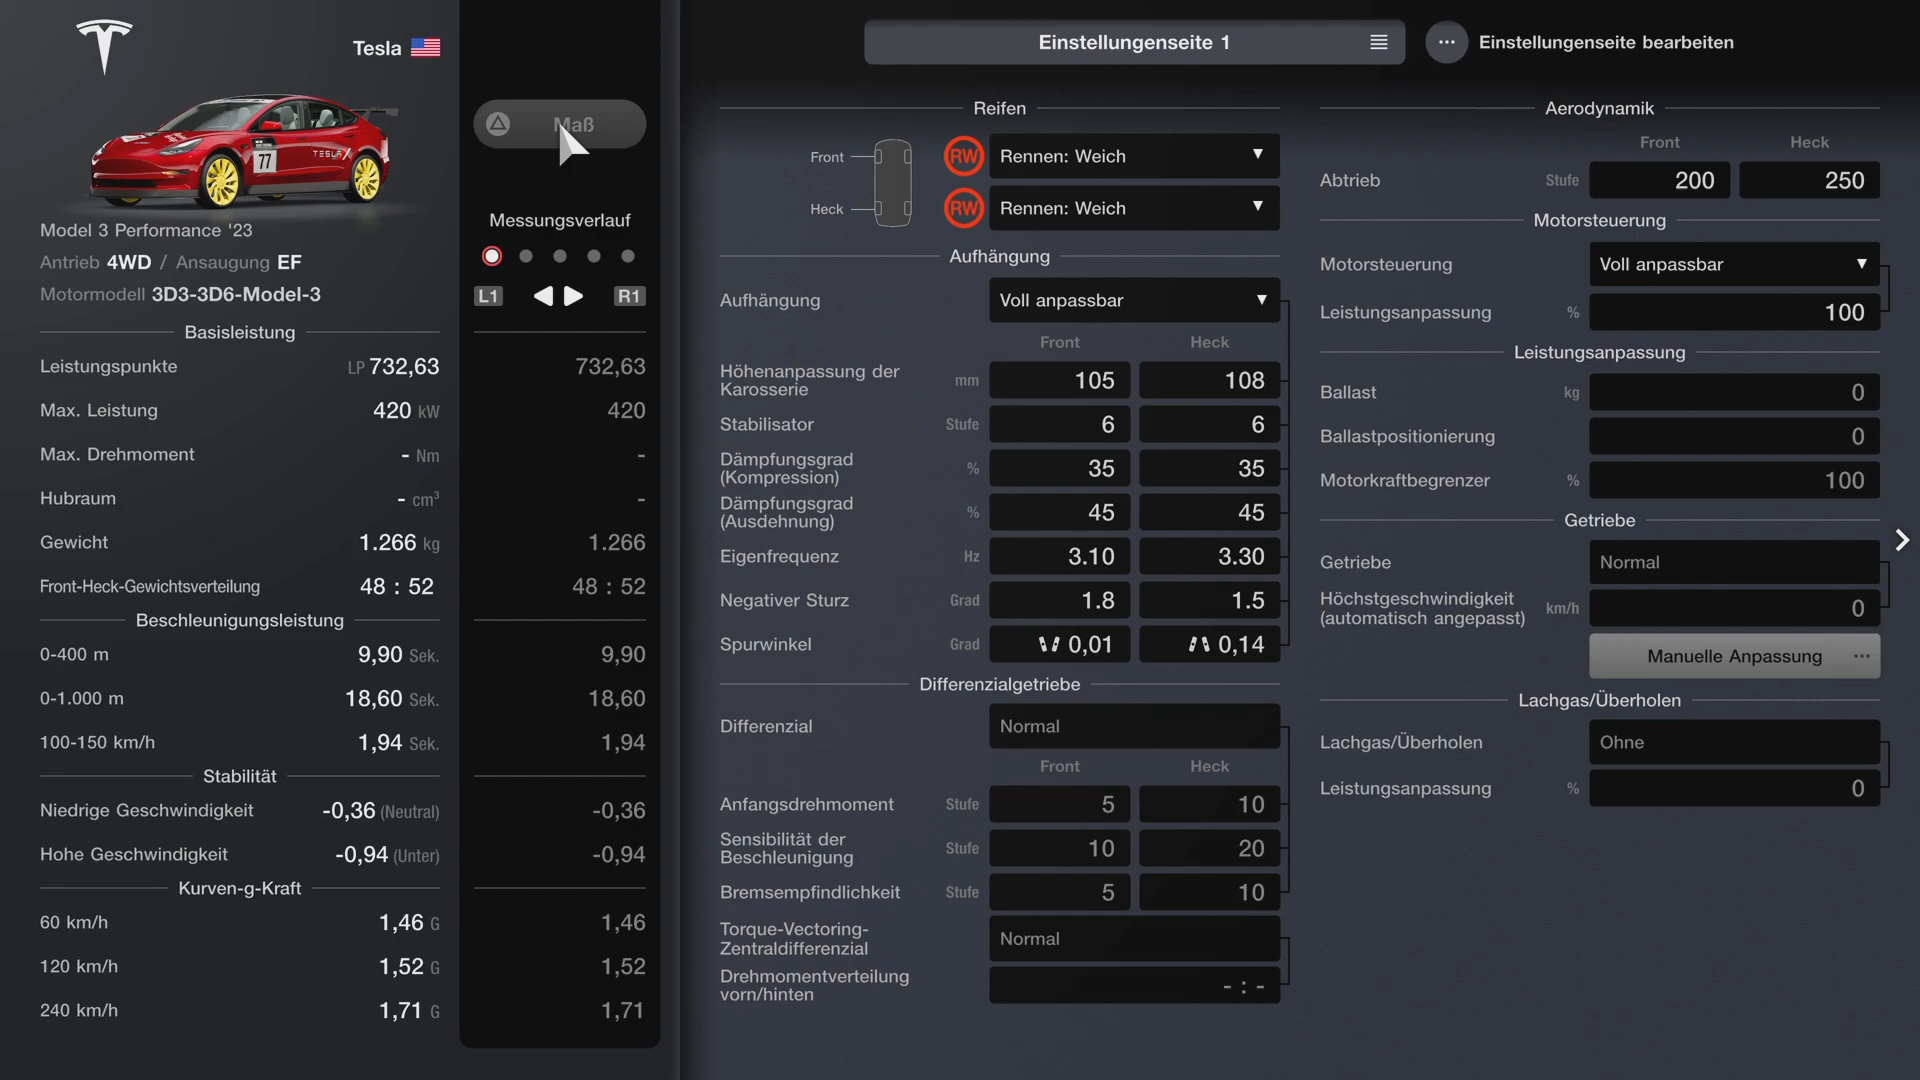 Tesla
77
TESLA X
Model 3 Performance '23
Antrieb 4WD / Ansaugung EF
Motormodell 3D3-3D6-Model-3
Basisleistung
Leistungspunkte LP 732,63
Max. Leistung 420 kW
Max. Drehmoment - Nm
Hubraum - cm³
Gewicht 1.266 kg
Front-Heck-Gewichtsverteilung 48 : 52
Beschleunigungsleistung
0-400 m 9,90 Sek.
0-1.000 m 18,60 Sek.
100-150 km/h 1,94 Sek.
Stabilität
Niedrige Geschwindigkeit -0,36 (Neutral)
Hohe Geschwindigkeit -0,94 (Unter)
Kurven-g-Kraft
60 km/h 1,46 G
120 km/h 1,52 G
240 km/h 1,71 G
Maß
Messungsverlauf
L1 R1
732,63
420
-
-
1.266
48 : 52
9,90
18,60
1,94
-0,36
-0,94
1,46
1,52
1,71
Einstellungenseite 1
Einstellungenseite bearbeiten
Reifen
Front RW Rennen: Weich
Heck RW Rennen: Weich
Aufhängung
Aufhängung Voll anpassbar
Front Heck
Höhenanpassung der
Karosserie mm 105 108
Stabilisator Stufe 6 6
Dämpfungsgrad
(Kompression) % 35 35
Dämpfungsgrad
(Ausdehnung) % 45 45
Eigenfrequenz Hz 3.10 3.30
Negativer Sturz Grad 1.8 1.5
Spurwinkel Grad 0,01 0,14
Differenzialgetriebe
Differenzial Normal
Front Heck
Anfangsdrehmoment Stufe 5 10
Sensibilität der
Beschleunigung Stufe 10 20
Bremsempfindlichkeit Stufe 5 10
Torque-Vectoring-
Zentraldifferenzial Normal
Drehmomentverteilung
vorn/hinten - : -
Aerodynamik
Front Heck
Abtrieb Stufe 200 250
Motorsteuerung
Motorsteuerung Voll anpassbar
Leistungsanpassung % 100
Leistungsanpassung
Ballast kg 0
Ballastpositionierung 0
Motorkraftbegrenzer % 100
Getriebe
Getriebe Normal
Höchstgeschwindigkeit
(automatisch angepasst) km/h 0
Manuelle Anpassung
Lachgas/Überholen
Lachgas/Überholen Ohne
Leistungsanpassung % 0